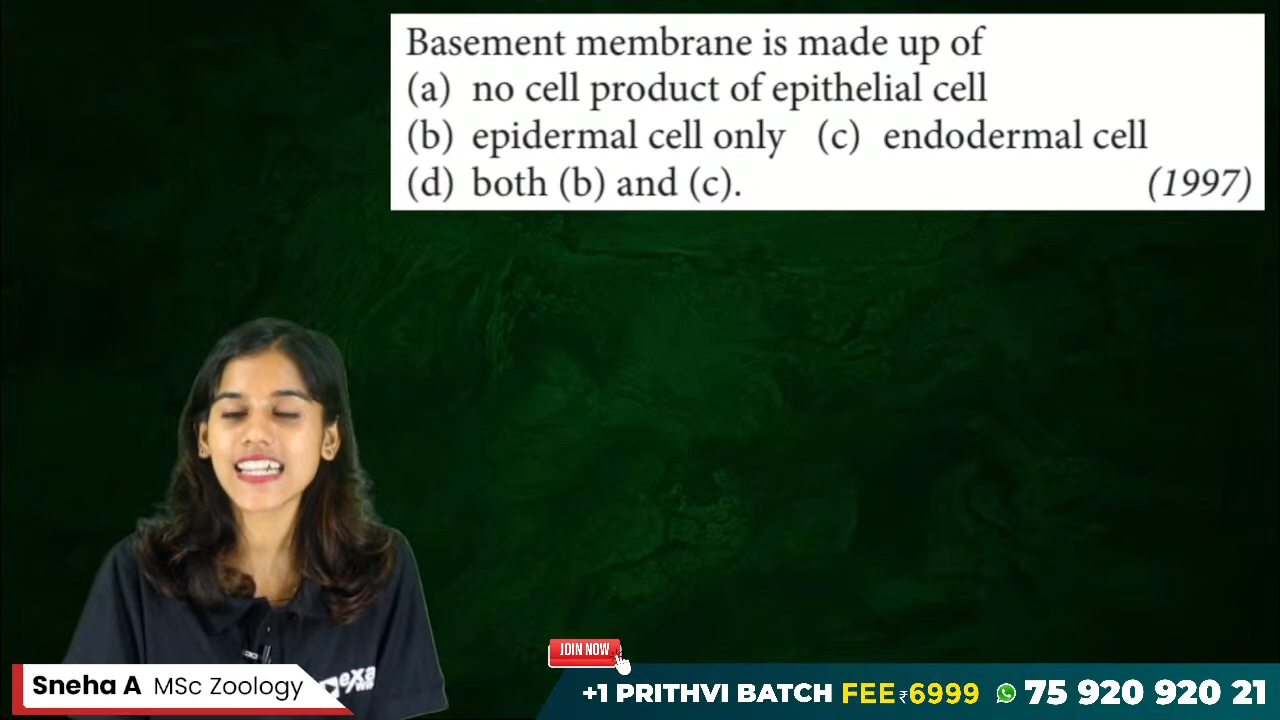 Basement membrane is made up of
(a) no cell product of epithelial cell
(b) epidermal cell only (c) endodermal cell
(d) both (b) and (c). (1997)
JOIN NOW
Sneha A MSc Zoology
+1 PRITHVI BATCH FEE ₹6999 75 920 920 21